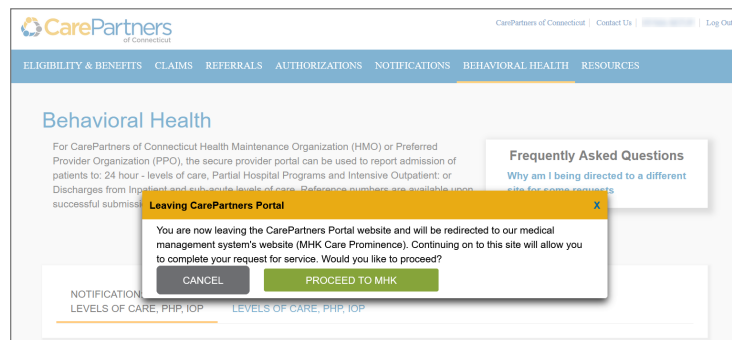 CarePartners
of Connecticut
CarePartners of Connecticut | Contact Us | | Log Out
ELIGIBILITY & BENEFITS CLAIMS REFERRALS AUTHORIZATIONS NOTIFICATIONS BEHAVIORAL HEALTH RESOURCES
Behavioral Health
For CarePartners of Connecticut Health Maintenance Organization (HMO) or Preferred
Provider Organization (PPO), the secure provider portal can be used to report admission of
patients to: 24 hour - levels of care, Partial Hospital Programs and Intensive Outpatient: or
Discharges from Inpatient and sub-acute levels of care. Reference numbers are available upon
successful
Frequently Asked Questions
Why am I being directed to a different
site for some requests
Leaving CarePartners Portal
X
You are now leaving the CarePartners Portal website and will be redirected to our medical
management system's website (MHK Care Prominence). Continuing on to this site will allow you
to complete your request for service. Would you like to proceed?
CANCEL
PROCEED TO MHK
NOTIFICATION
LEVELS OF CARE, PHP, IOP
LEVELS OF CARE, PHP, IOP